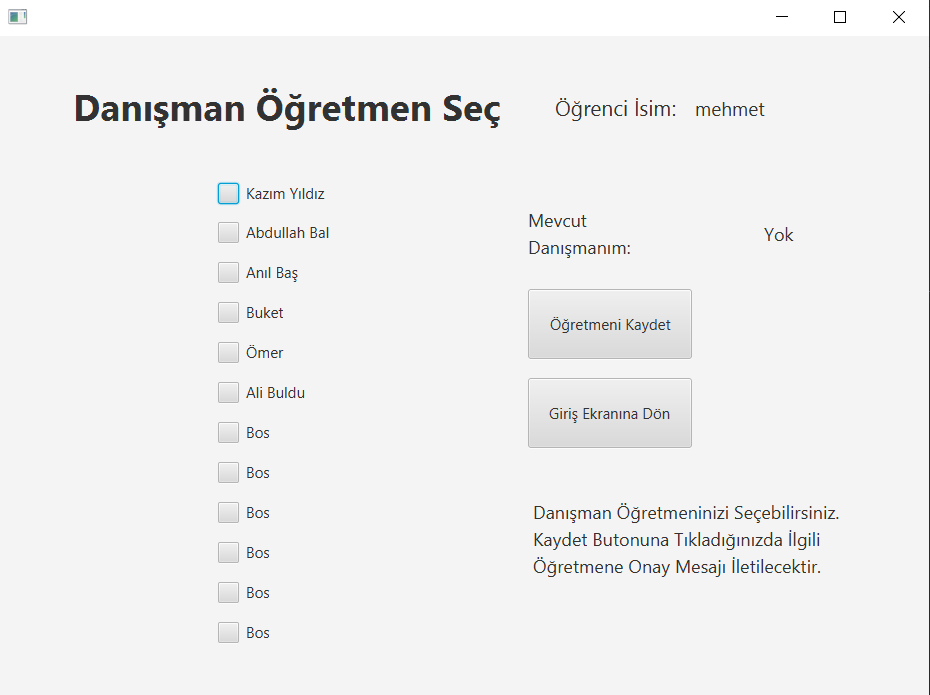 Danışman Öğretmen Seç
Öğrenci İsim: mehmet
Kazım Yıldız
Abdullah Bal
Anıl Baş
Buket
Ömer
Ali Buldu
Bos
Bos
Bos
Bos
Bos
Bos
Mevcut
Danışmanım:
Yok
Öğretmeni Kaydet
Giriş Ekranına Dön
Danışman Öğretmeninizi Seçebilirsiniz.
Kaydet Butonuna Tıkladığınızda İlgili
Öğretmene Onay Mesajı İletilecektir.